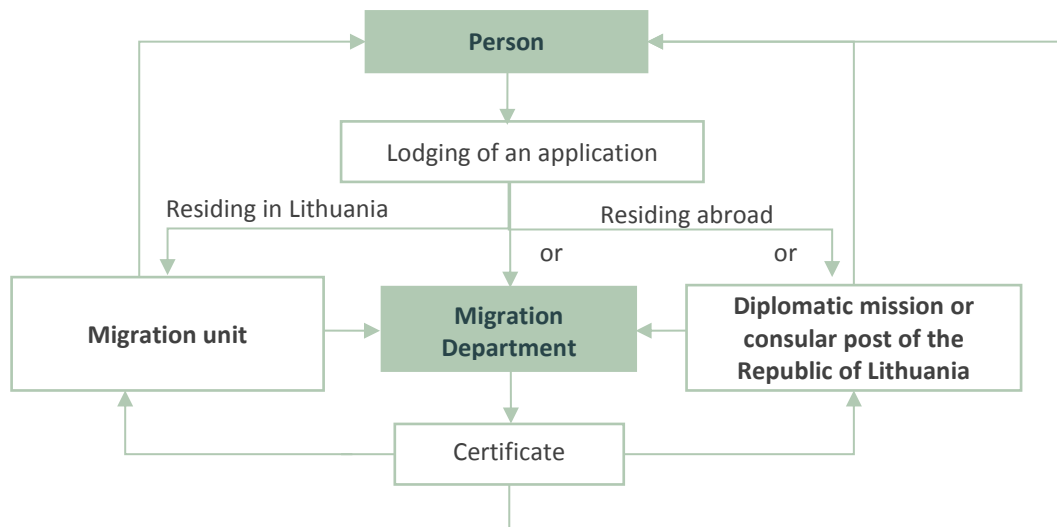 Person
Lodging of an application
Residing in Lithuania
Residing abroad
or
or
Migration unit
Migration
Department
Diplomatic mission or
consular post of the
Republic of Lithuania
Certificate